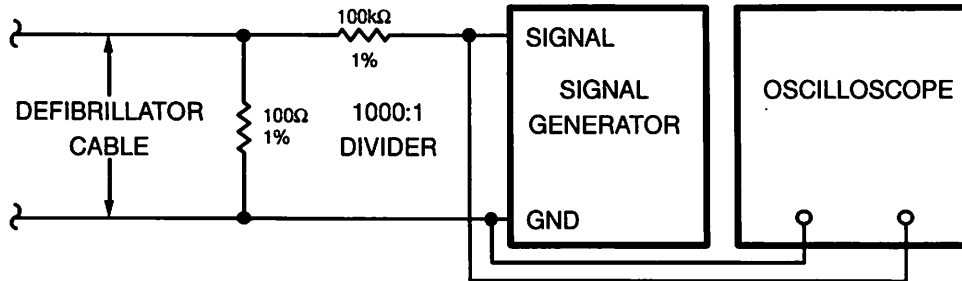 100kΩ
1%
DEFIBRILLATOR
CABLE
100Ω
1%
1000:1
DIVIDER
SIGNAL
SIGNAL
GENERATOR
GND
OSCILLOSCOPE